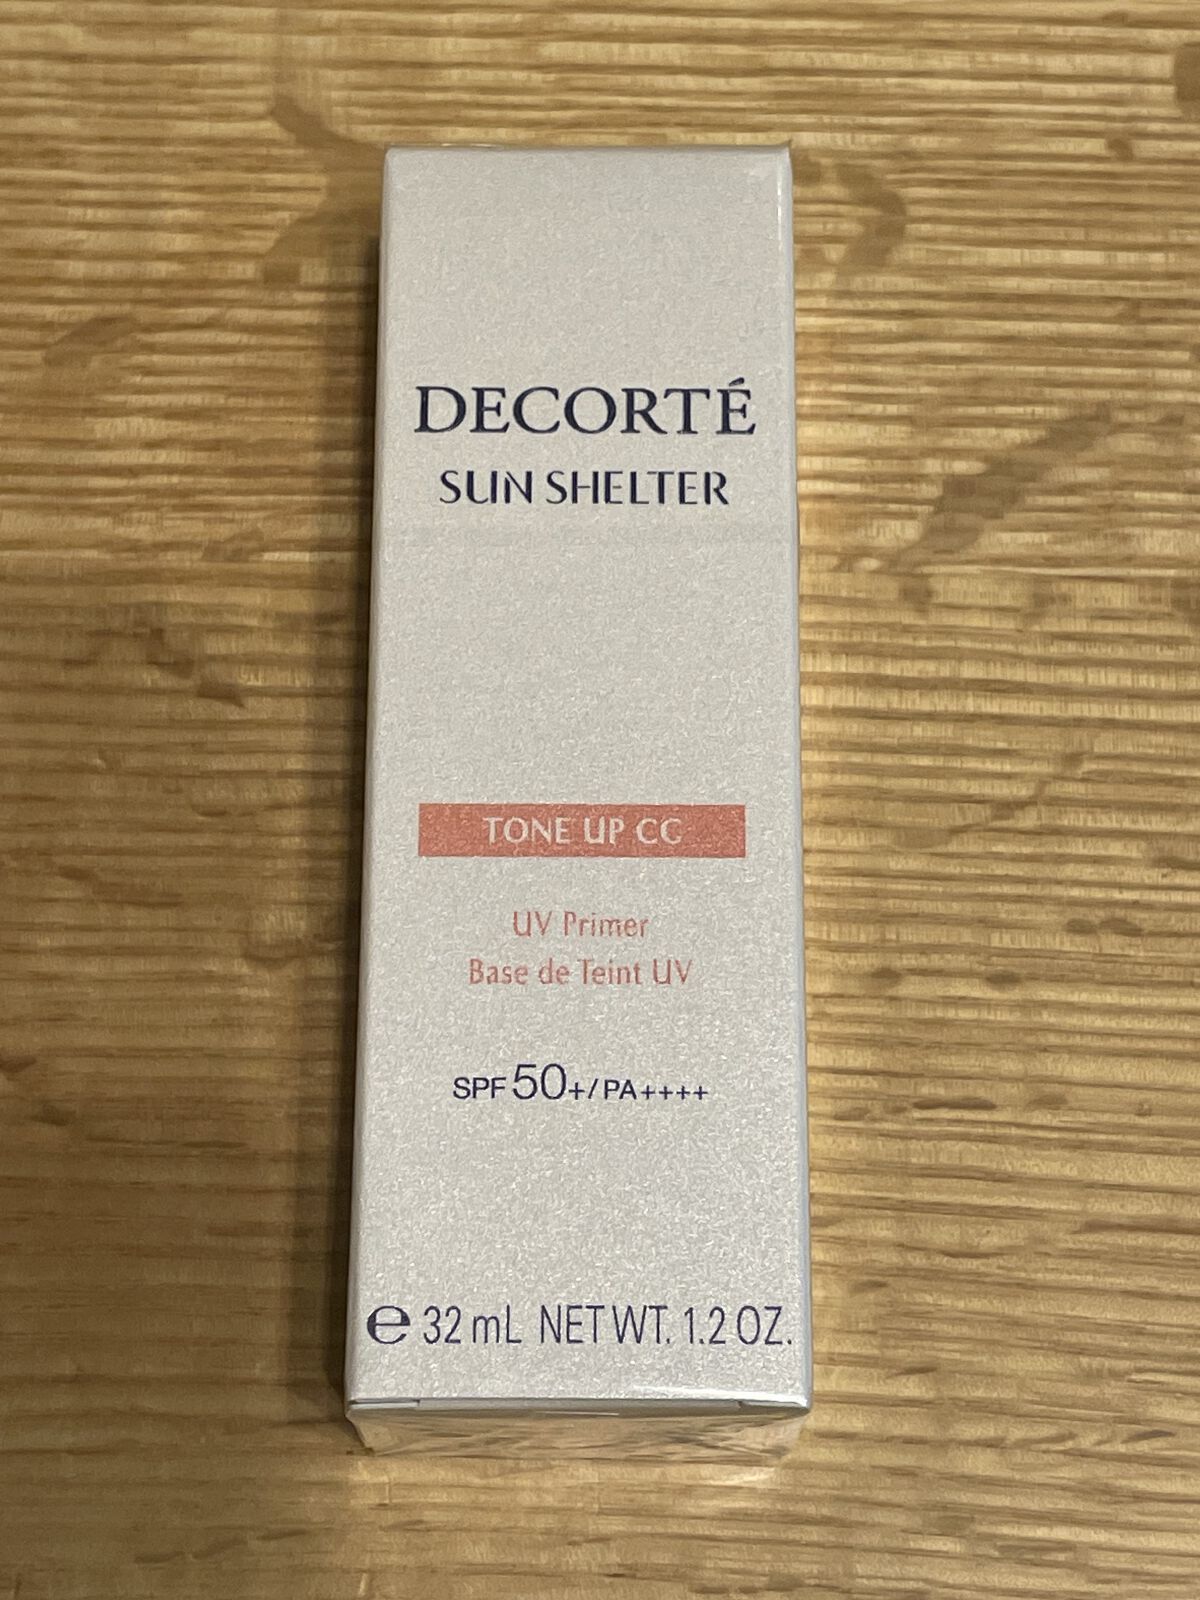 DECORTÉ
SUN SHELTER
TONE UP CC
UV Primer
Base de Teint UV
SPF 50+/PA++++
℮ 32 mL NET WT. 1.2 OZ.